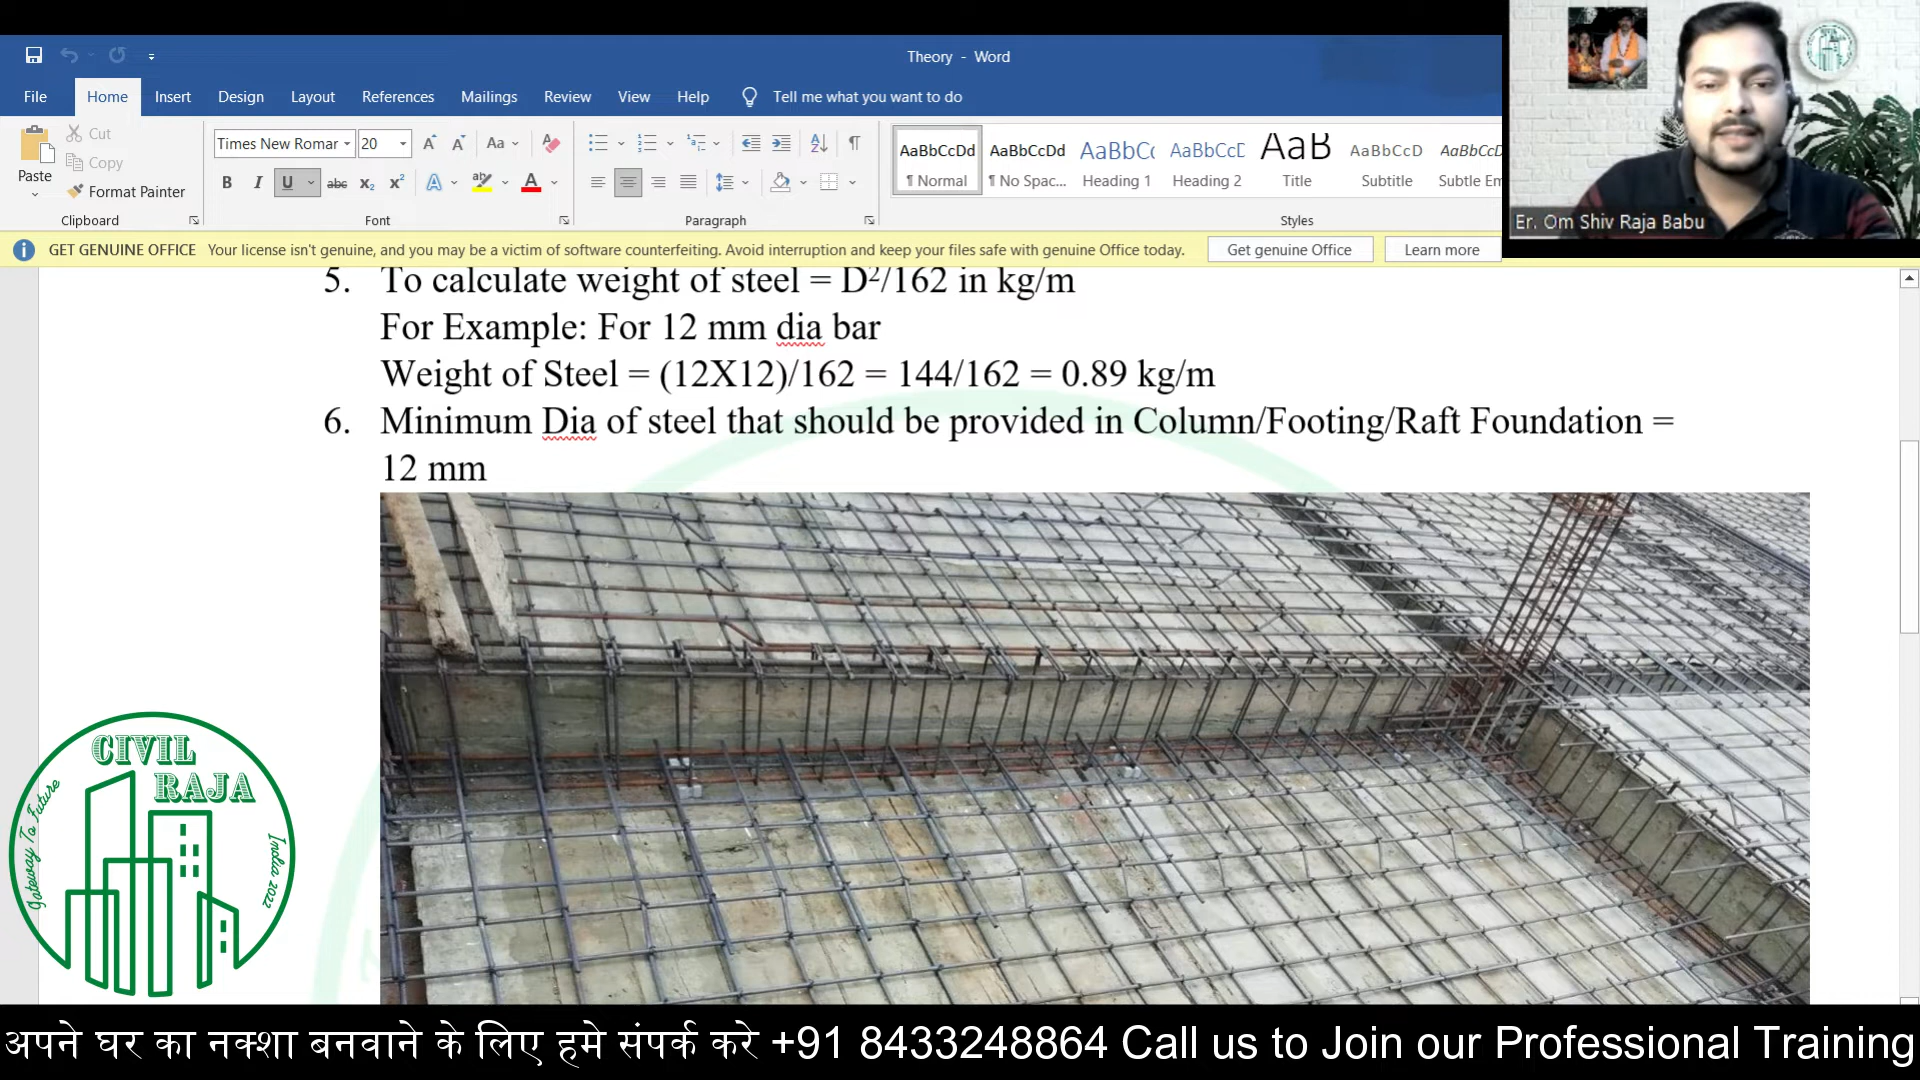 Theory - Word
File Home Insert Design Layout References Mailings Review View Help Tell me what you want to do
Paste
Cut
Copy
Format Painter
Clipboard
Times New Romar 20
Font
Paragraph
AaBbCcDd AaBbCcDd AaBbC AaBbCcD AaB AaBbCcD AaBbCcD
¶ Normal ¶ No Spac... Heading 1 Heading 2 Title Subtitle Subtle Em
Styles
Er. Om Shiv Raja Babu
GET GENUINE OFFICE Your license isn't genuine, and you may be a victim of software counterfeiting. Avoid interruption and keep your files safe with genuine Office today. Get genuine Office Learn more
5. To calculate weight of steel = D²/162 in kg/m
For Example: For 12 mm dia bar
Weight of Steel = (12X12)/162 = 144/162 = 0.89 kg/m
6. Minimum Dia of steel that should be provided in Column/Footing/Raft Foundation =
12 mm
CIVIL
RAJA
Gateway To Future
India 2022
अपने घर का नक्शा बनवाने के लिए हमे संपर्क करे +91 8433248864 Call us to Join our Professional Training